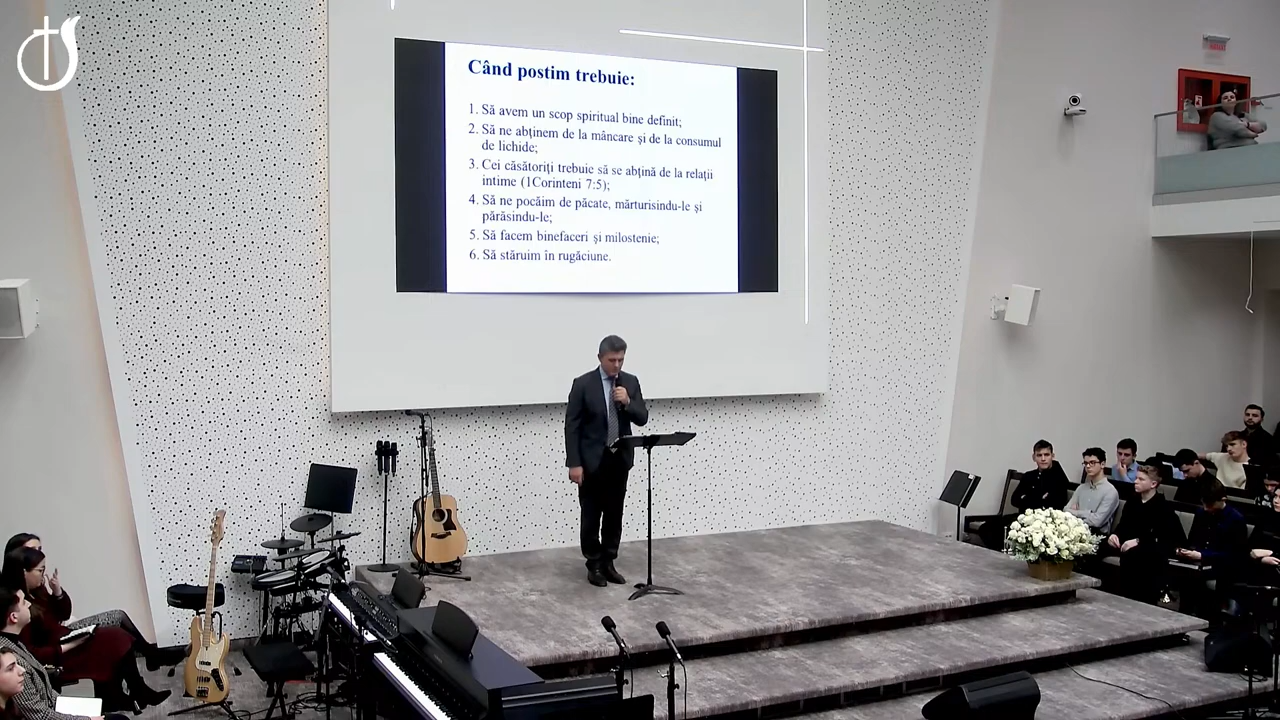 Când postim trebuie:
1. Să avem un scop spiritual bine definit;
2. Să ne abținem de la mâncare și de la consumul
de lichide;
3. Cei căsătoriți trebuie să se abțină de la relații
intime (1Corinteni 7:5);
4. Să ne pocăim de păcate, mărturisindu-le și
părăsindu-le;
5. Să facem binefaceri și milostenie;
6. Să stăruim în rugăciune.